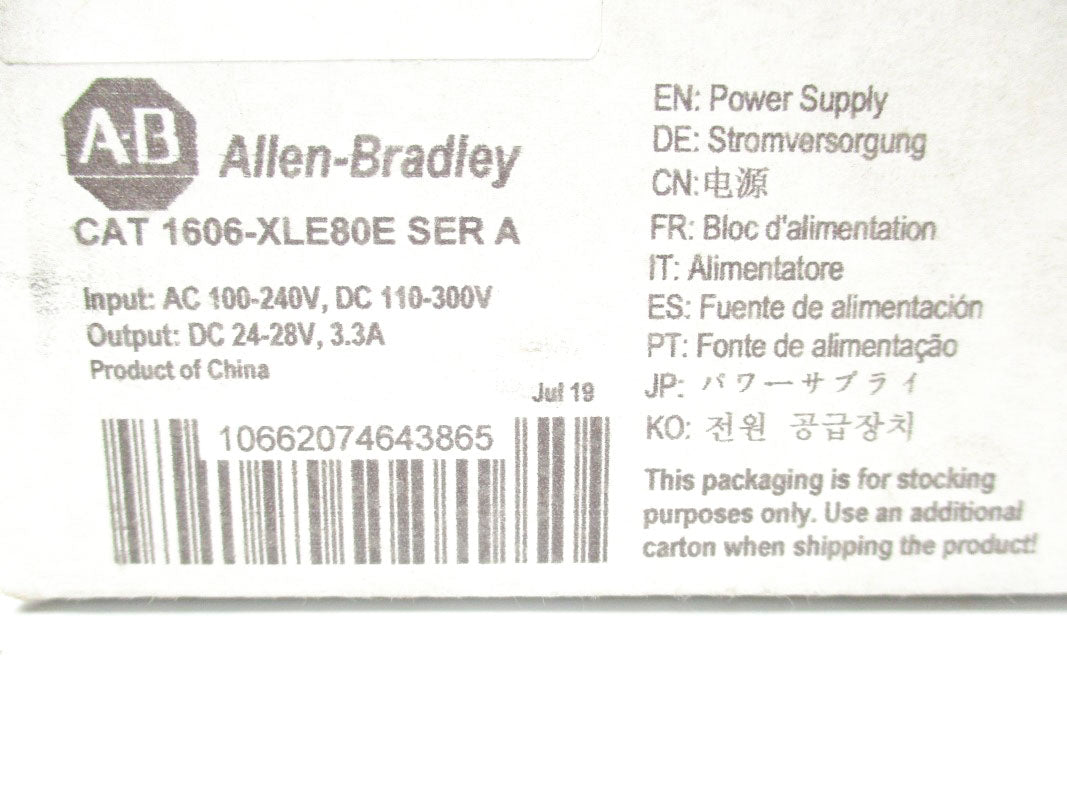 A-B
Allen-Bradley
CAT 1606-XLE80E SER A
Input: AC 100-240V, DC 110-300V
Output: DC 24-28V, 3.3A
Product of China
Jul 19
10662074643865
EN: Power Supply
DE: Stromversorgung
CN:电源
FR: Bloc d'alimentation
IT: Alimentatore
ES: Fuente de alimentación
PT: Fonte de alimentação
JP: パワーサプライ
KO: 전원 공급장치
This packaging is for stocking
purposes only. Use an additional
carton when shipping the product!